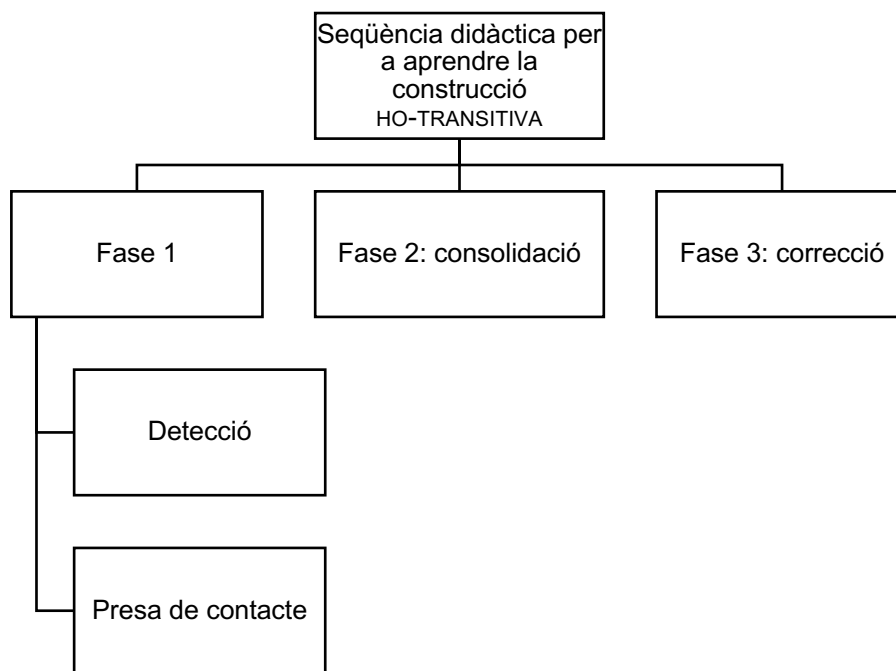 Seqüència didàctica per
a aprendre la
construcció
HO-TRANSITIVA
Fase 1
Fase 2: consolidació
Fase 3: correcció
Detecció
Presa de contacte